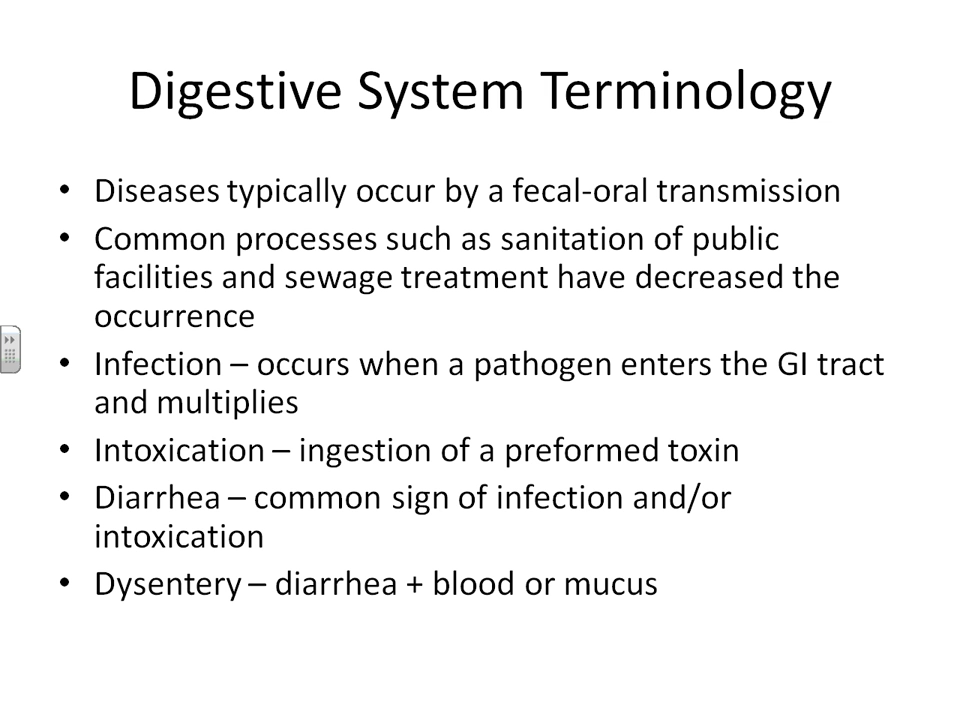 Digestive System Terminology
• Diseases typically occur by a fecal-oral transmission
• Common processes such as sanitation of public
facilities and sewage treatment have decreased the
occurrence
• Infection – occurs when a pathogen enters the GI tract
and multiplies
• Intoxication – ingestion of a preformed toxin
• Diarrhea – common sign of infection and/or
intoxication
• Dysentery – diarrhea + blood or mucus